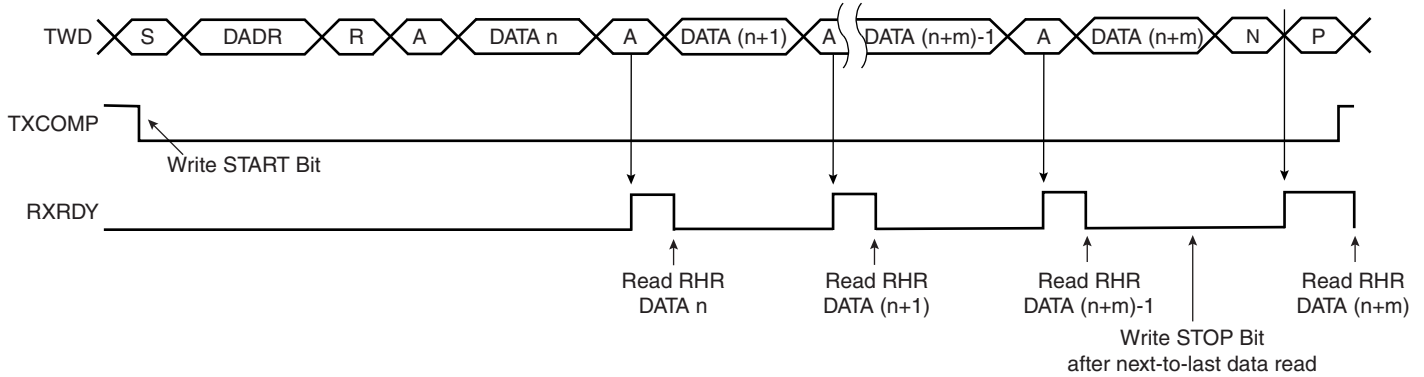 TWD S DADR R A DATA n A DATA (n+1) A DATA (n+m)-1 A DATA (n+m) N P
TXCOMP
Write START Bit
RXRDY
Read RHR Read RHR Read RHR Read RHR
DATA n DATA (n+1) DATA (n+m)-1 DATA (n+m)
Write STOP Bit
after next-to-last data read